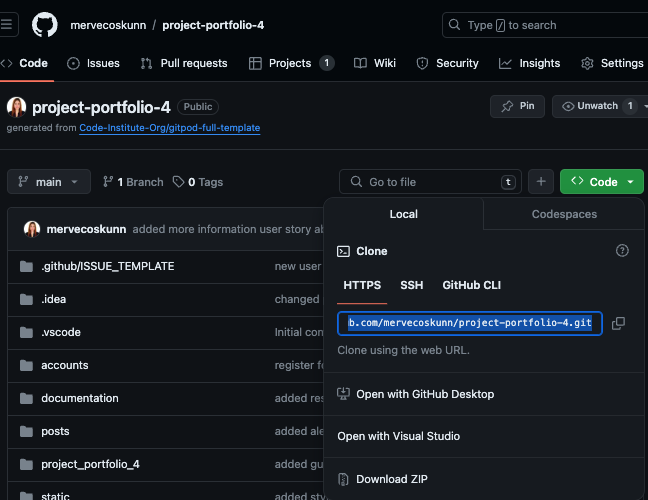 mervecoskunn / project-portfolio-4
Type / to search
Code Issues Pull requests Projects 1 Wiki Security Insights Settings
project-portfolio-4 Public
Pin Unwatch 1
generated from Code-Institute-Org/gitpod-full-template
main 1 Branch 0 Tags
Go to file t + Code
Local Codespaces
mervecoskunn added more information user story ab
Clone
.github/ISSUE_TEMPLATE new user
HTTPS SSH GitHub CLI
.idea changed
b.com/mervecoskunn/project-portfolio-4.git
.vscode Initial com
Clone using the web URL.
accounts register fo
Open with GitHub Desktop
documentation added res
posts added ale
Open with Visual Studio
project_portfolio_4 added gu
Download ZIP
static added sty